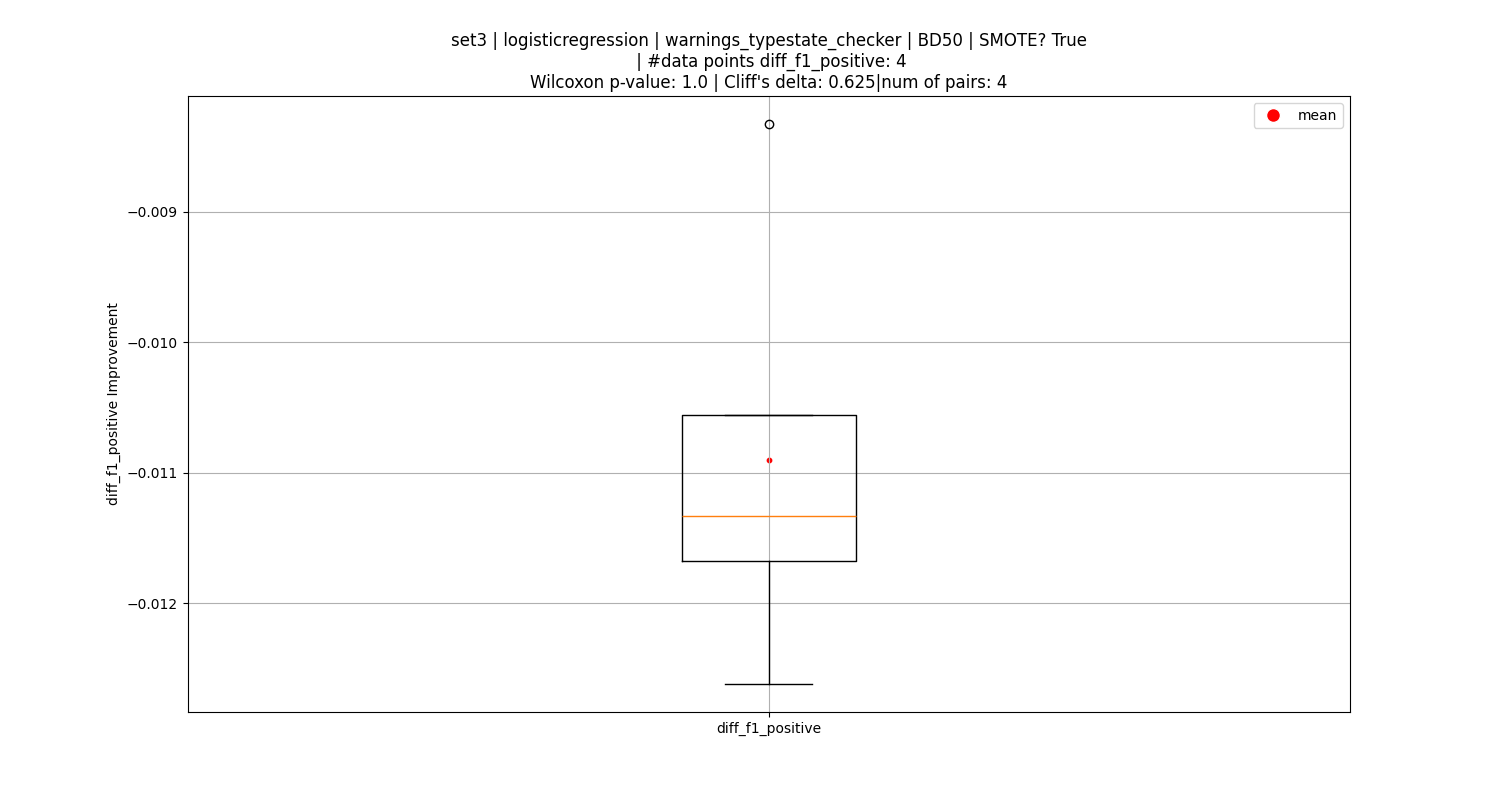 set3 | logisticregression | warnings_typestate_checker | BD50 | SMOTE? True
| #data points diff_f1_positive: 4
Wilcoxon p-value: 1.0 | Cliff's delta: 0.625|num of pairs: 4
mean
−0.009
−0.010
−0.011
−0.012
diff_f1_positive Improvement
diff_f1_positive